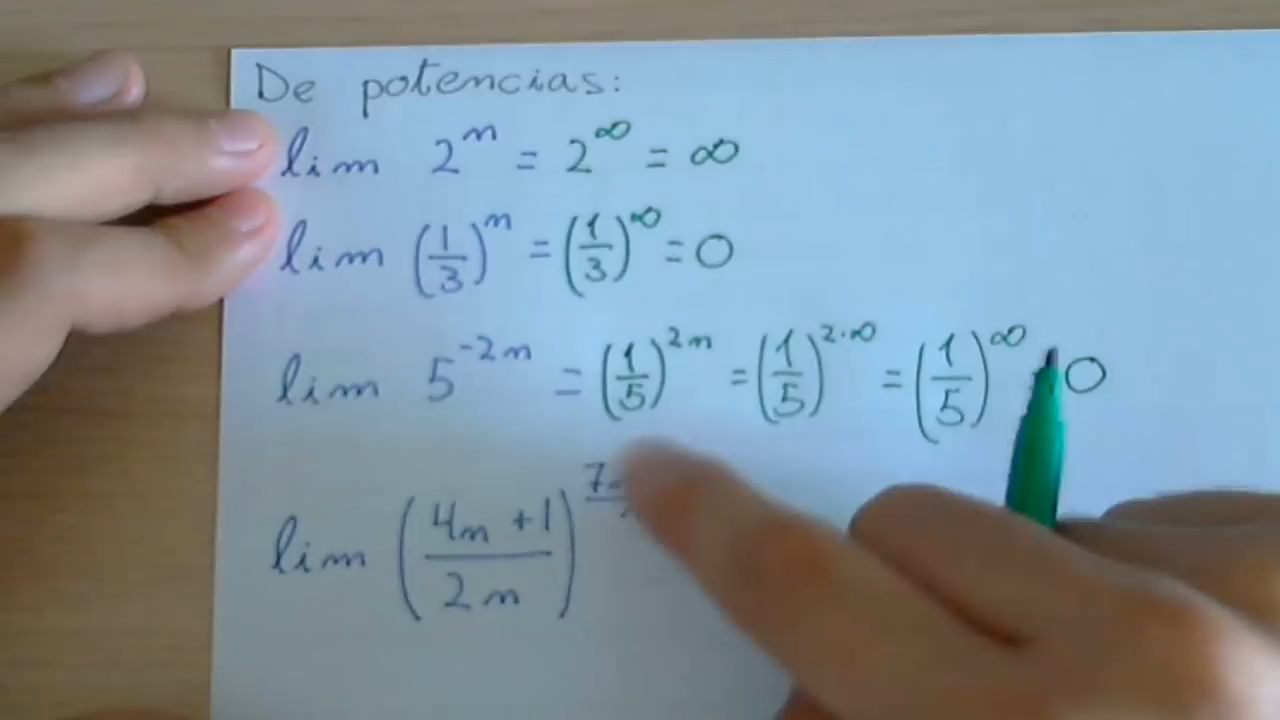 De potencias:
lim 2^n = 2^∞ = ∞
lim (1/3)^n = (1/3)^∞ = 0
lim 5^-2n = (1/5)^2n = (1/5)^2·∞ = (1/5)^∞ 0
lim (4n+1/2n)^7